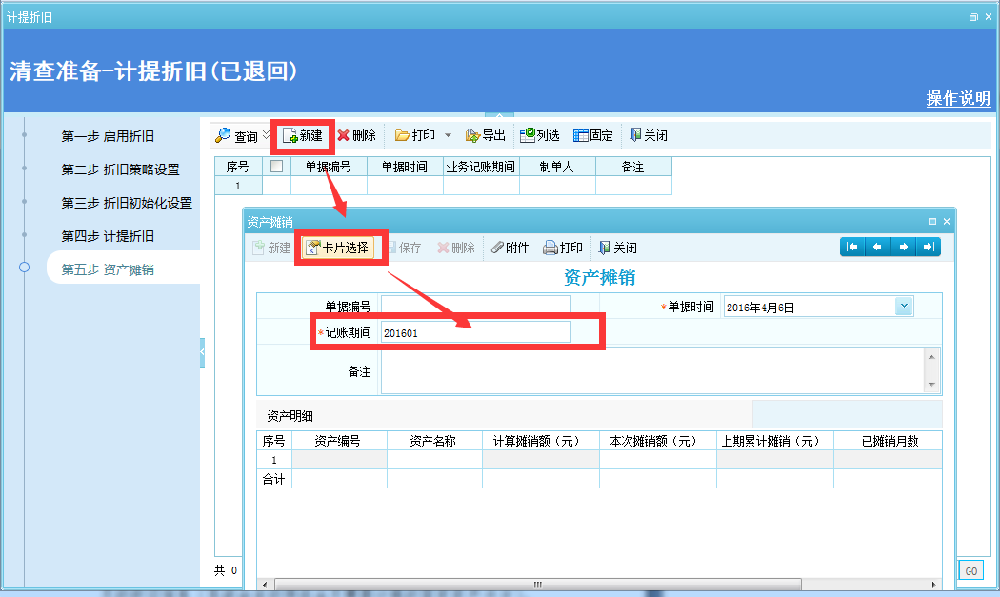 计提折旧
清查准备-计提折旧(已退回)
操作说明
第一步 启用折旧
第二步 折旧策略设置
第三步 折旧初始化设置
第四步 计提折旧
第五步 资产摊销
查询 新建 删除 打印 导出 列选 固定 关闭
序号 单据编号 单据时间 业务记账期间 制单人 备注
1
资产摊销
新建 卡片选择 保存 删除 附件 打印 关闭
资产摊销
单据编号 *单据时间 2016年4月6日
*记账期间 201601
备注
资产明细
序号 资产编号 资产名称 计算摊销额（元） 本次摊销额（元） 上期累计摊销（元） 已摊销月数
1
合计
共 0
GO